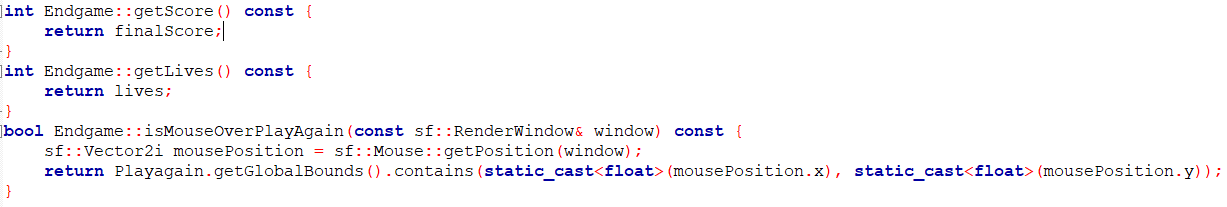 int Endgame::getScore() const {
    return finalScore;
}
int Endgame::getLives() const {
    return lives;
}
bool Endgame::isMouseOverPlayAgain(const sf::RenderWindow& window) const {
    sf::Vector2i mousePosition = sf::Mouse::getPosition(window);
    return Playagain.getGlobalBounds().contains(static_cast<float>(mousePosition.x), static_cast<float>(mousePosition.y));
}